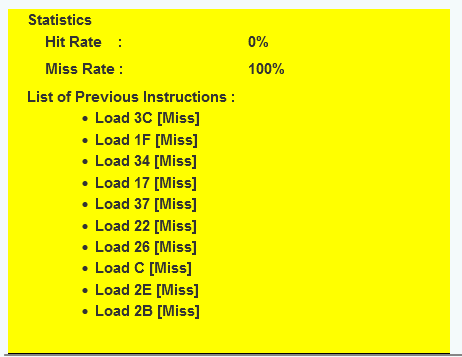 Statistics
Hit Rate : 0%
Miss Rate : 100%
List of Previous Instructions :
• Load 3C [Miss]
• Load 1F [Miss]
• Load 34 [Miss]
• Load 17 [Miss]
• Load 37 [Miss]
• Load 22 [Miss]
• Load 26 [Miss]
• Load C [Miss]
• Load 2E [Miss]
• Load 2B [Miss]